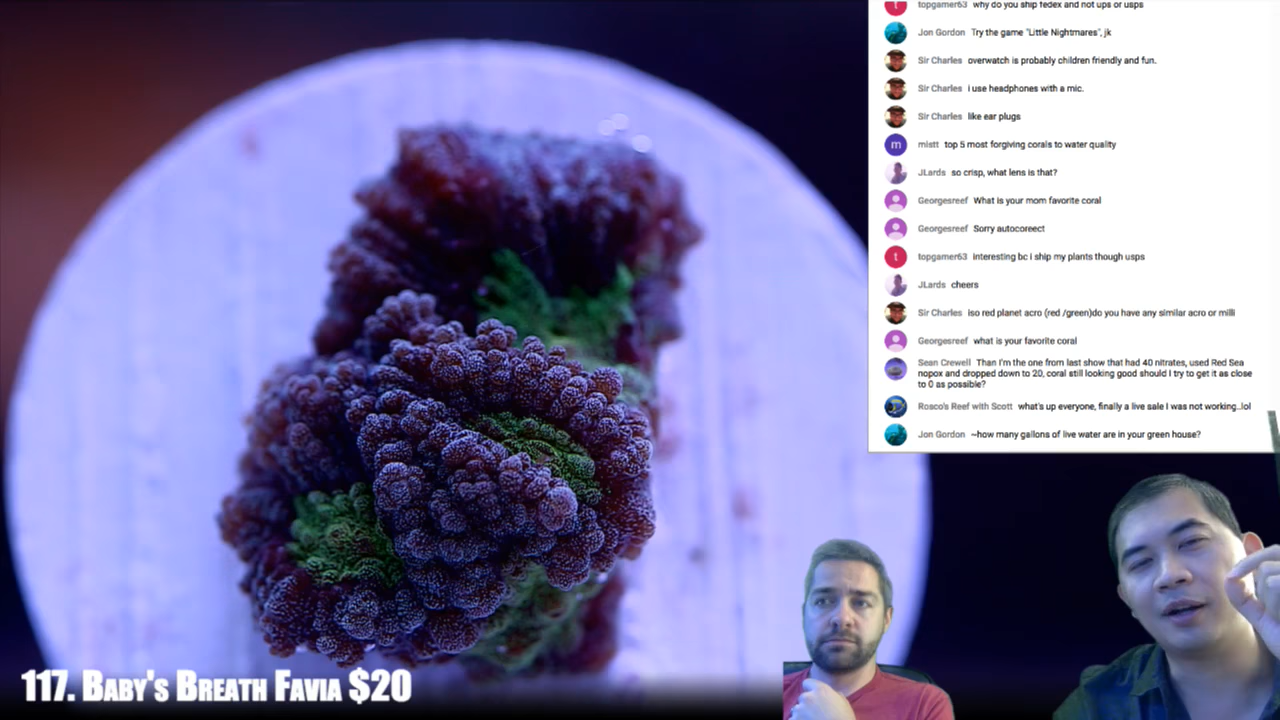 topgamer63 why do you ship fedex and not ups or usps
Jon Gordon Try the game "Little Nightmares", jk
Sir Charles overwatch is probably children friendly and fun.
Sir Charles i use headphones with a mic.
Sir Charles like ear plugs
m mistt top 5 most forgiving corals to water quality
JLards so crisp, what lens is that?
Georgesreef What is your mom favorite coral
Georgesreef Sorry autocoreect
t topgamer63 interesting bc i ship my plants though usps
JLards cheers
Sir Charles iso red planet acro (red /green)do you have any similar acro or milli
Georgesreef what is your favorite coral
Sean Crewell Than I'm the one from last show that had 40 nitrates, used Red Sea
nopox and dropped down to 20, coral still looking good should I try to get it as close
to 0 as possible?
Rosco's Reef with Scott what's up everyone, finally a live sale I was not working..lol
Jon Gordon ~how many gallons of live water are in your green house?
117. Baby's Breath Favia $20